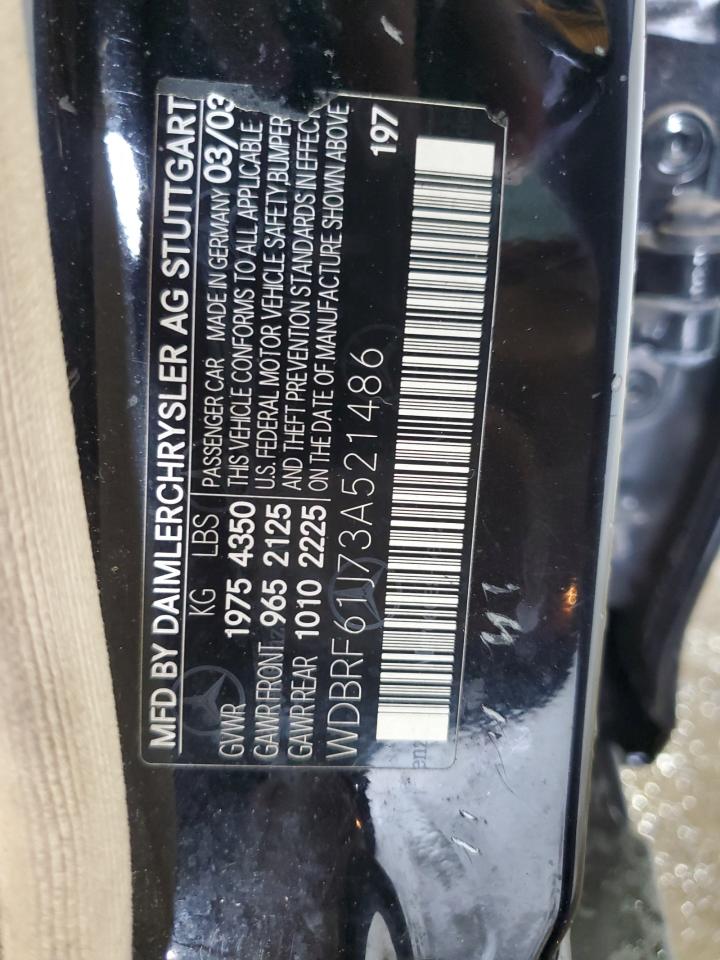 MFD BY DAIMLERCHRYSLER AG STUTTGART
KG LBS PASSENGER CAR MADE IN GERMANY 03/03
GVWR 1975 4350 THIS VEHICLE CONFORMS TO ALL APPLICABLE
GAWR FRONT 965 2125 U.S. FEDERAL MOTOR VEHICLE SAFETY, BUMPER
GAWR REAR 1010 2225 AND THEFT PREVENTION STANDARDS IN EFFECT
ON THE DATE OF MANUFACTURE SHOWN ABOVE
WDBRF61J73A521486 197